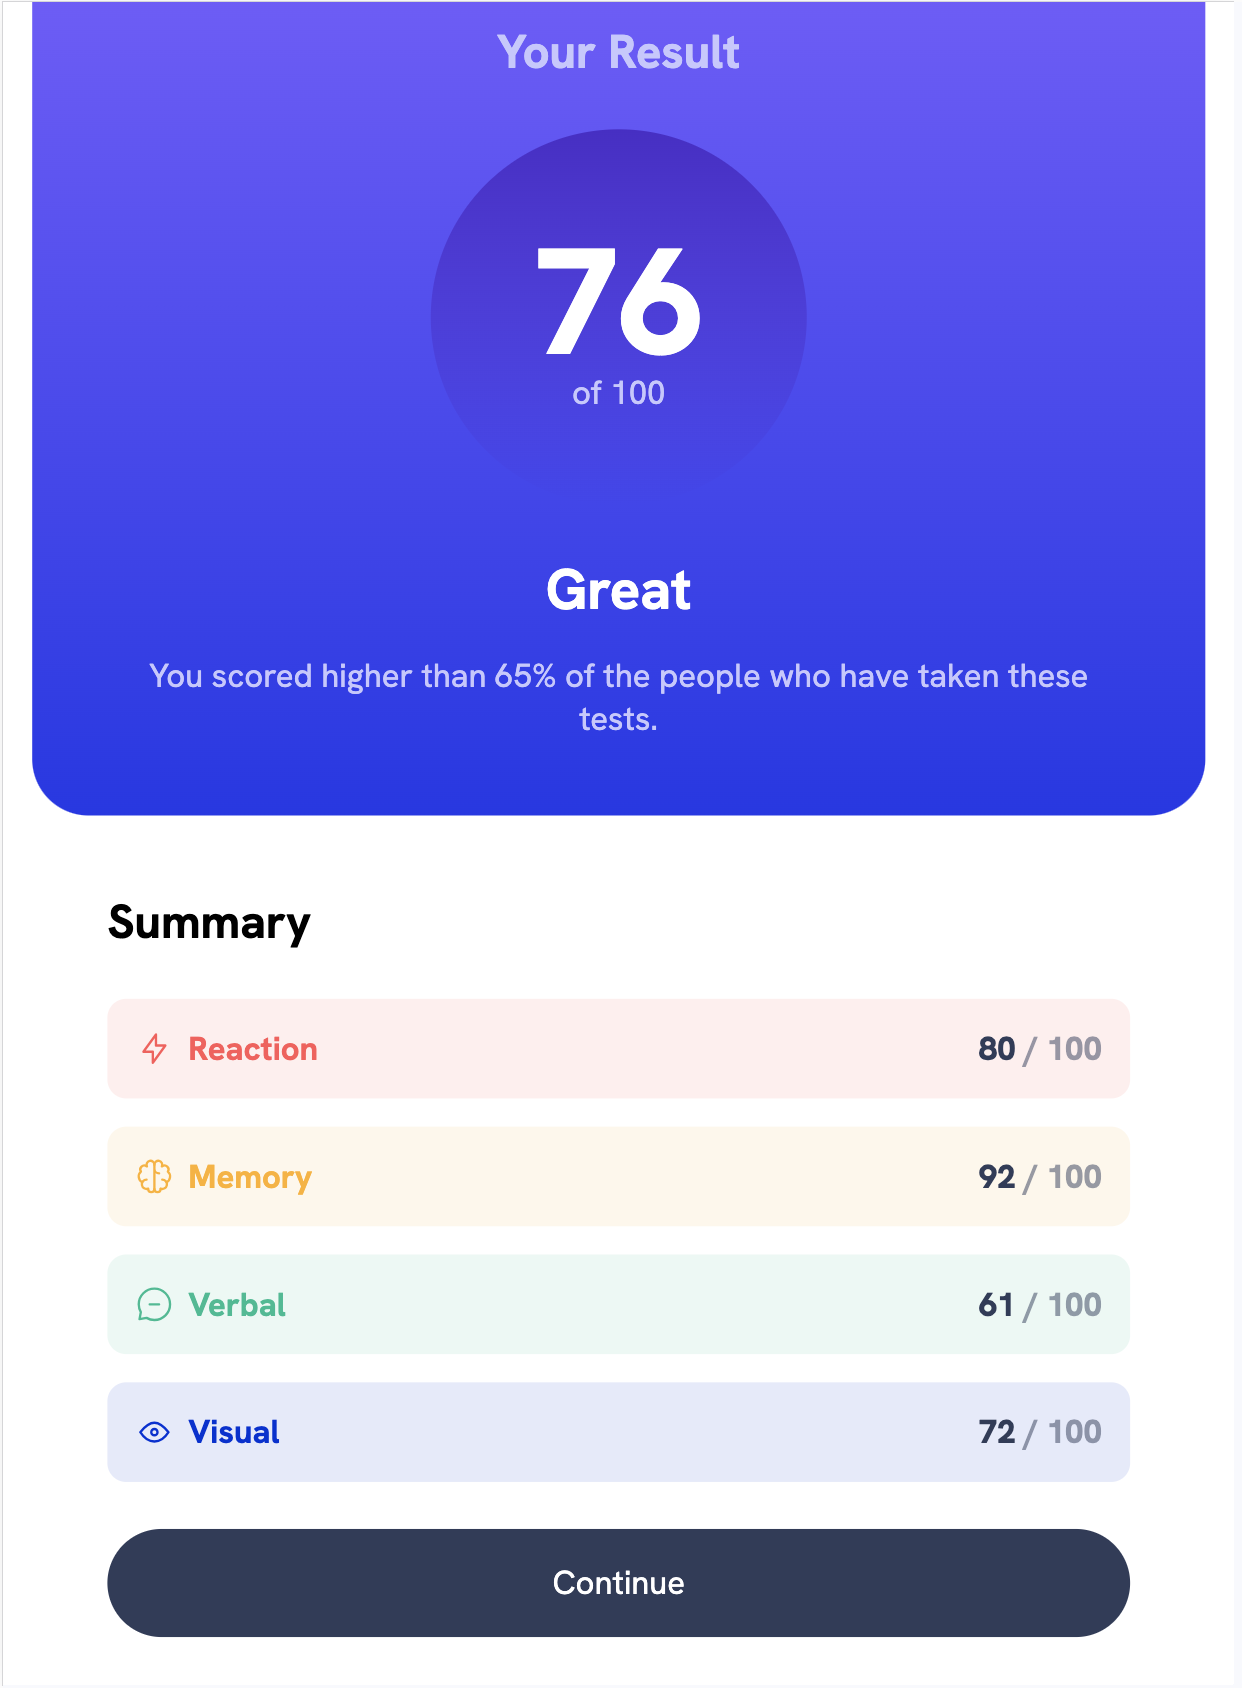 Your Result
76
of 100
Great
You scored higher than 65% of the people who have taken these
tests.
Summary
Reaction 80 / 100
Memory 92 / 100
Verbal 61 / 100
Visual 72 / 100
Continue